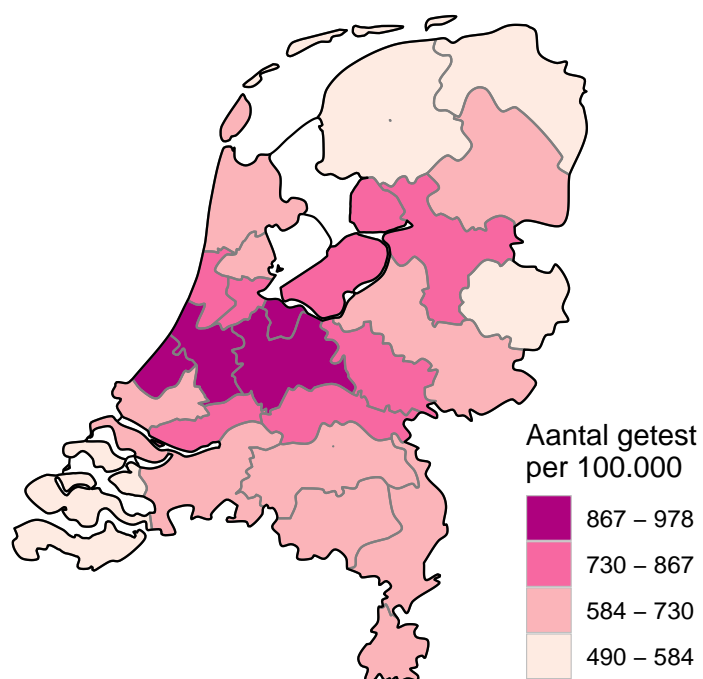 Aantal getest
per 100.000
867 – 978
730 – 867
584 – 730
490 – 584